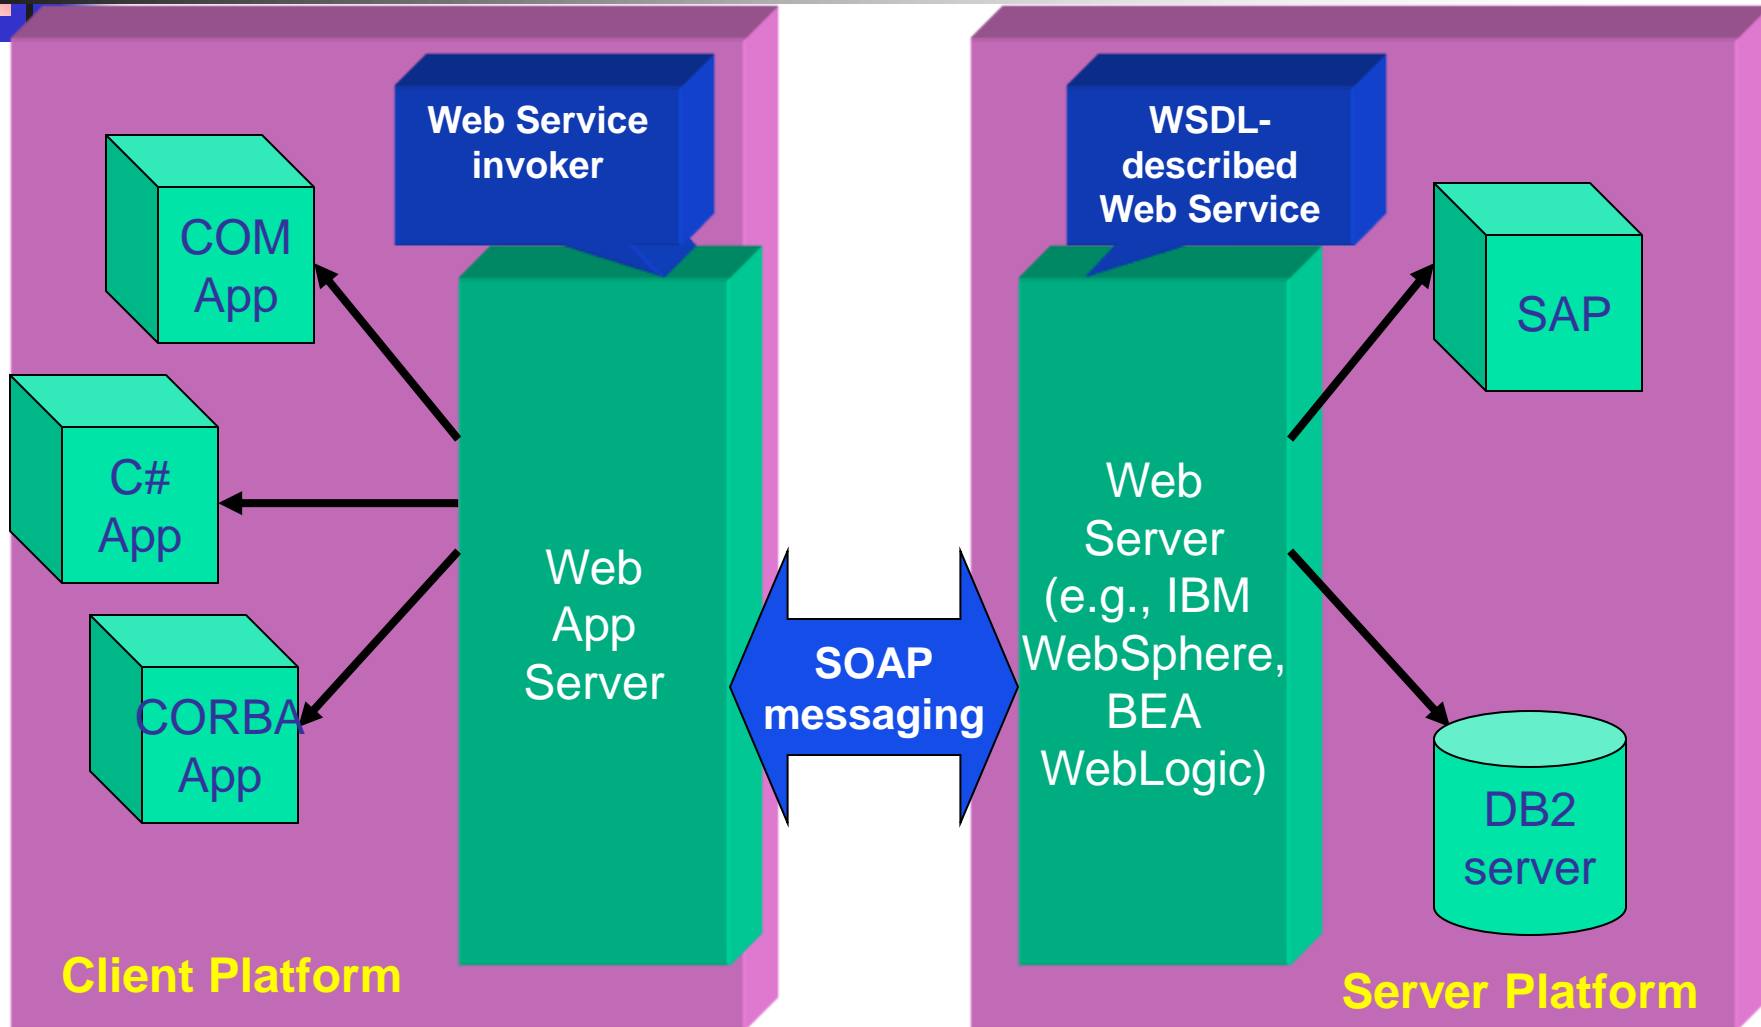 Web Service
invoker
COM
App
C#
App
CORBA
App
Web
App
Server
Client Platform
SOAP
messaging
WSDL-
described
Web Service
Web
Server
(e.g., IBM
WebSphere,
BEA
WebLogic)
SAP
DB2
server
Server Platform